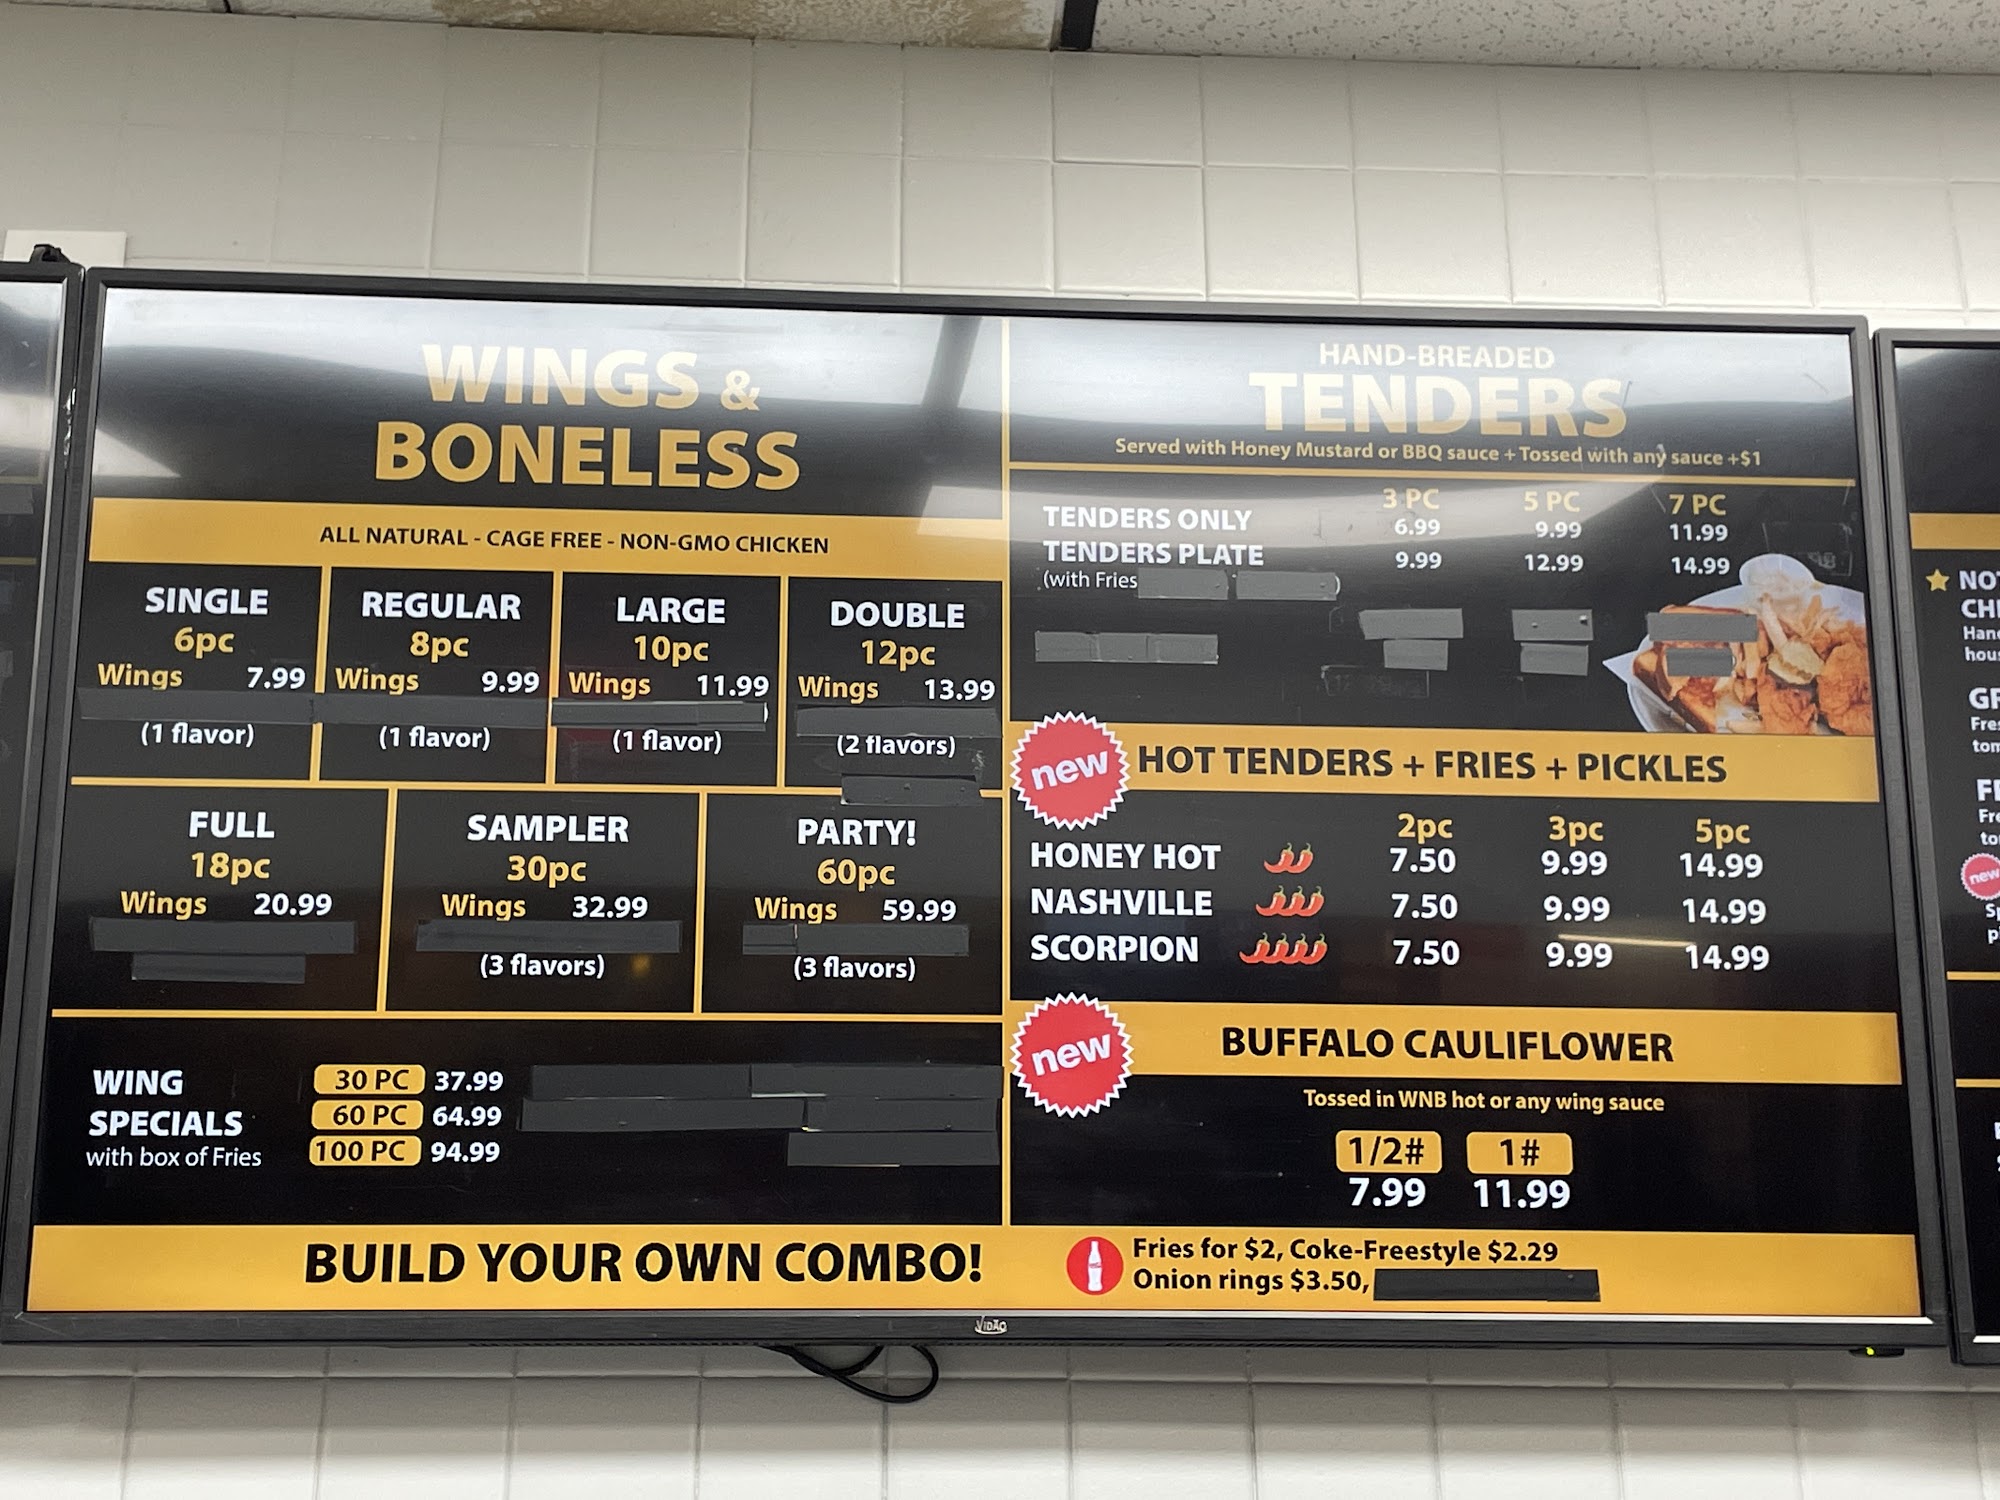 WINGS &
BONELESS
ALL NATURAL - CAGE FREE - NON-GMO CHICKEN
SINGLE
6pc
Wings 7.99
(1 flavor)
REGULAR
8pc
Wings 9.99
(1 flavor)
LARGE
10pc
Wings 11.99
(1 flavor)
DOUBLE
12pc
Wings 13.99
(2 flavors)
FULL
18pc
Wings 20.99
SAMPLER
30pc
Wings 32.99
(3 flavors)
PARTY!
60pc
Wings 59.99
(3 flavors)
WING
SPECIALS
with box of Fries
30 PC 37.99
60 PC 64.99
100 PC 94.99
HAND-BREADED
TENDERS
Served with Honey Mustard or BBQ sauce + Tossed with any sauce +$1
3 PC 5 PC 7 PC
TENDERS ONLY 6.99 9.99 11.99
TENDERS PLATE 9.99 12.99 14.99
(with Fries )
new HOT TENDERS + FRIES + PICKLES
2pc 3pc 5pc
HONEY HOT 7.50 9.99 14.99
NASHVILLE 7.50 9.99 14.99
SCORPION 7.50 9.99 14.99
new BUFFALO CAULIFLOWER
Tossed in WNB hot or any wing sauce
1/2# 1#
7.99 11.99
BUILD YOUR OWN COMBO!
Fries for $2, Coke-Freestyle $2.29
Onion rings $3.50,
VIDAO
new